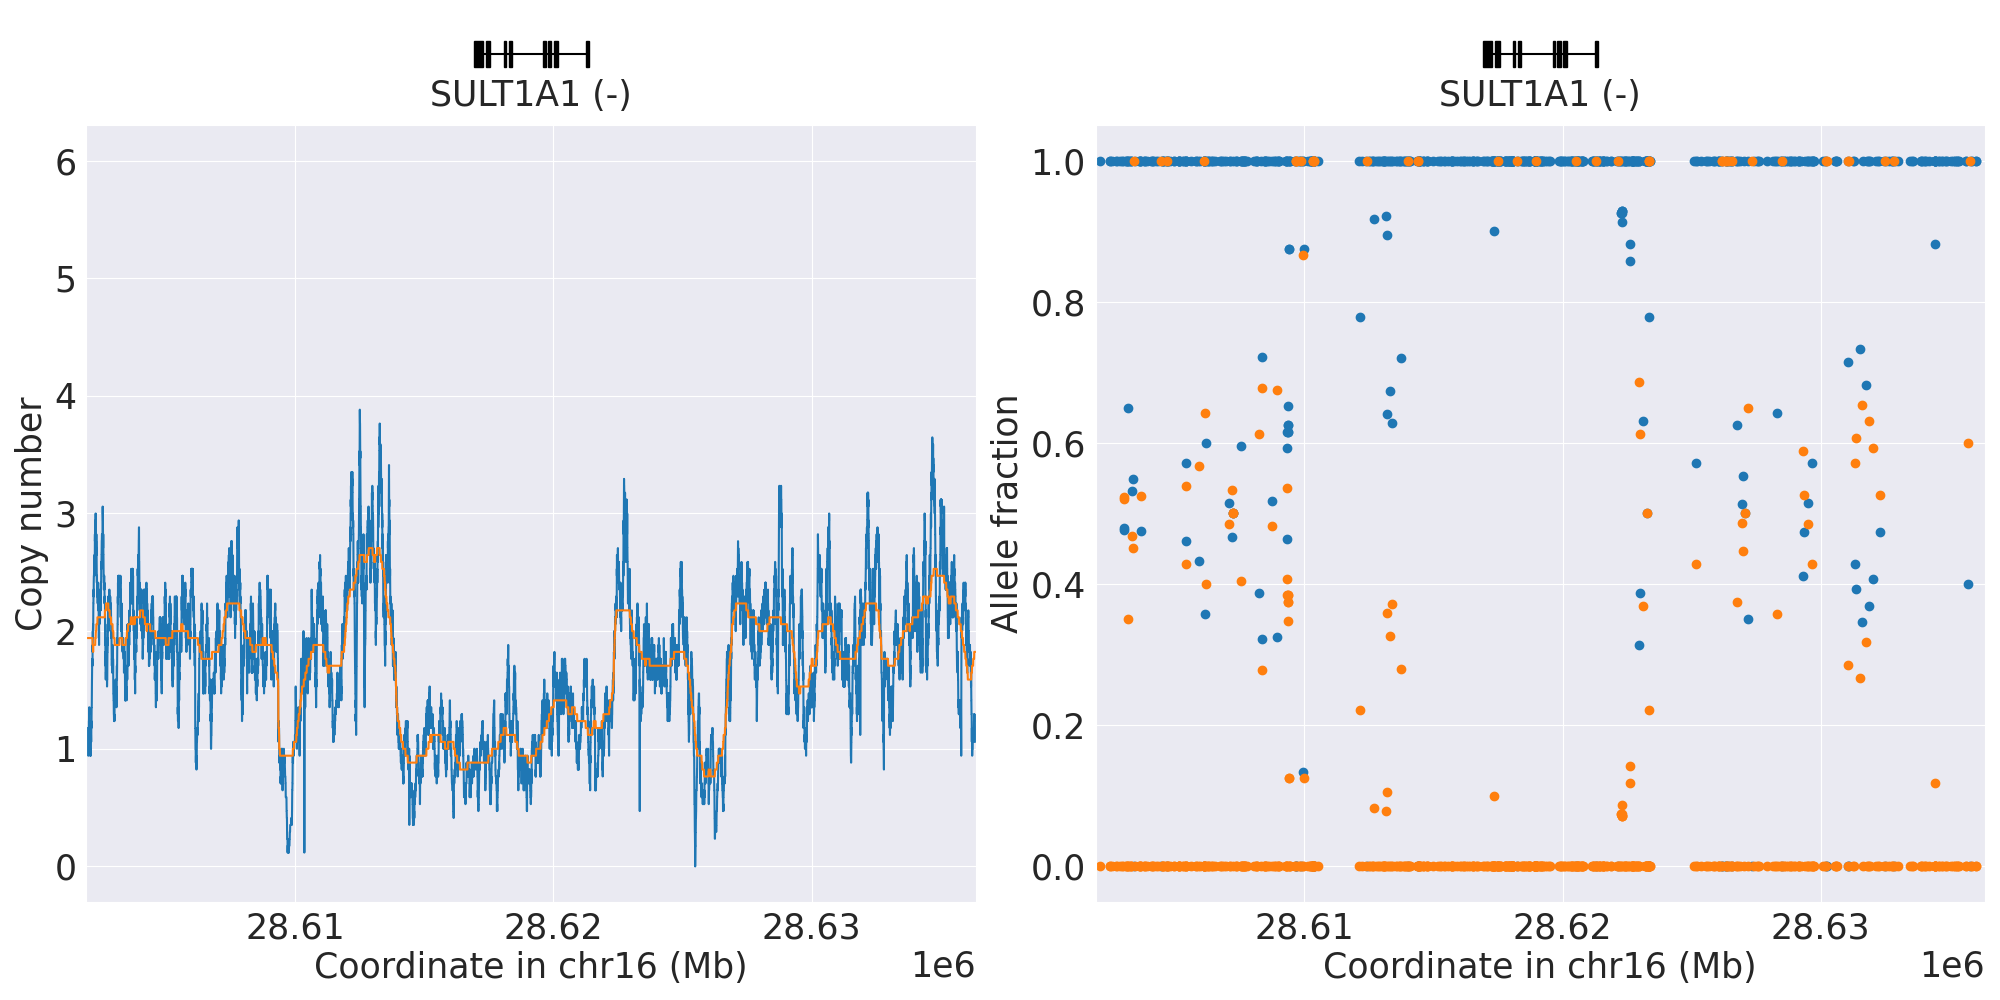 SULT1A1 (-)
6
5
4
3
2
1
0
Copy number
28.61
28.62
28.63
Coordinate in chr16 (Mb)
1e6
SULT1A1 (-)
1.0
0.8
0.6
0.4
0.2
0.0
Allele fraction
28.61
28.62
28.63
Coordinate in chr16 (Mb)
1e6